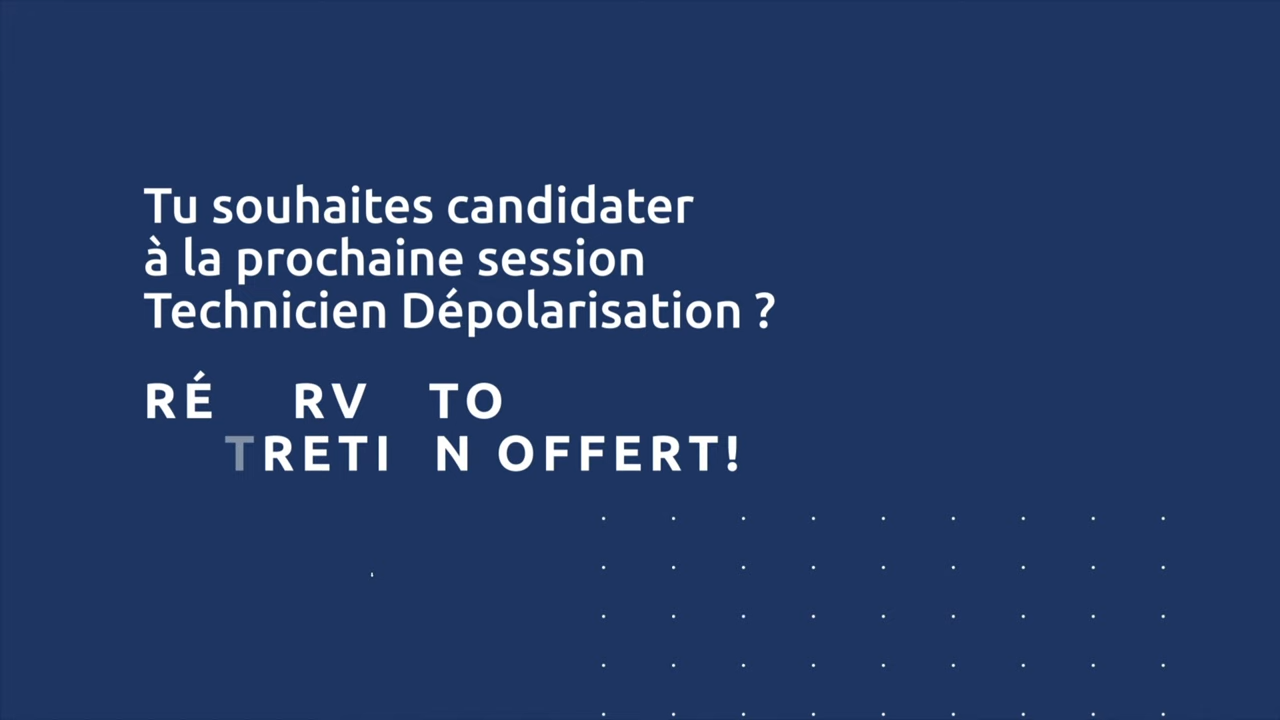 Tu souhaites candidater
à la prochaine session
Technicien Dépolarisation ?
RÉ RV TO
TRETI N OFFERT!